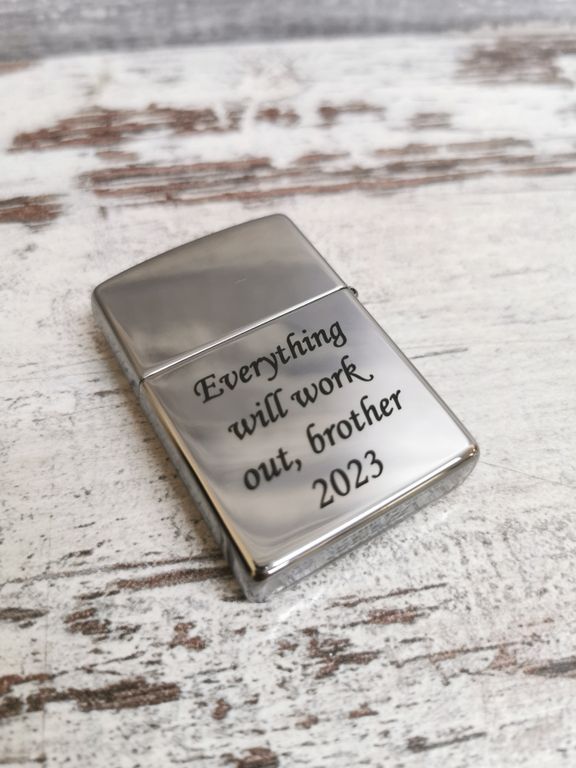 Everything
will work
out, brother
2023